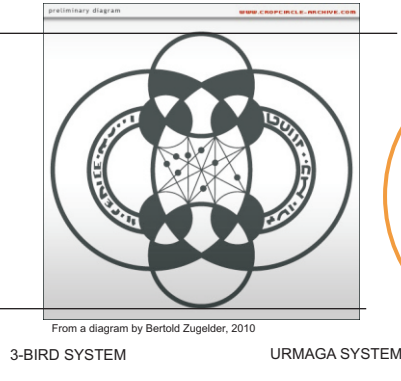 preliminary diagram
WWW.CROPCIRCLE-ARCHIVE.COM
From a diagram by Bertold Zugelder, 2010
3-BIRD SYSTEM
URMAGA SYSTEM